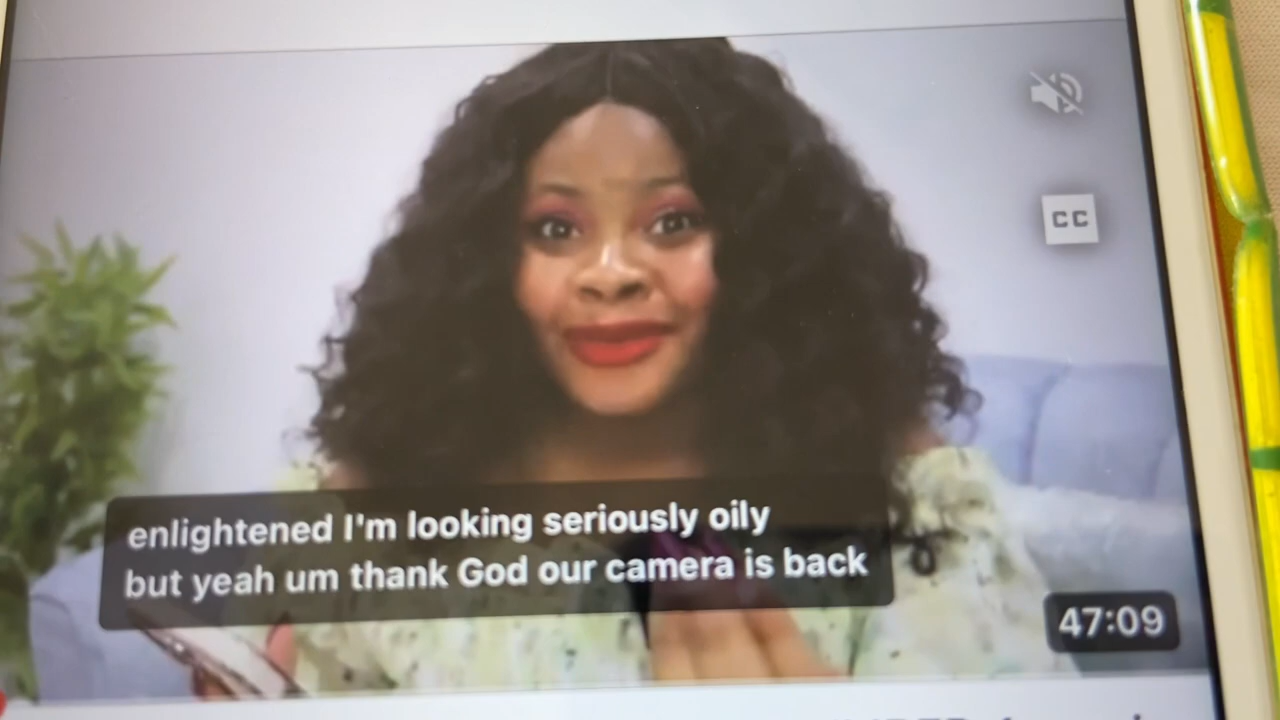 CC
enlightened I'm looking seriously oily
but yeah um thank God our camera is back
47:09